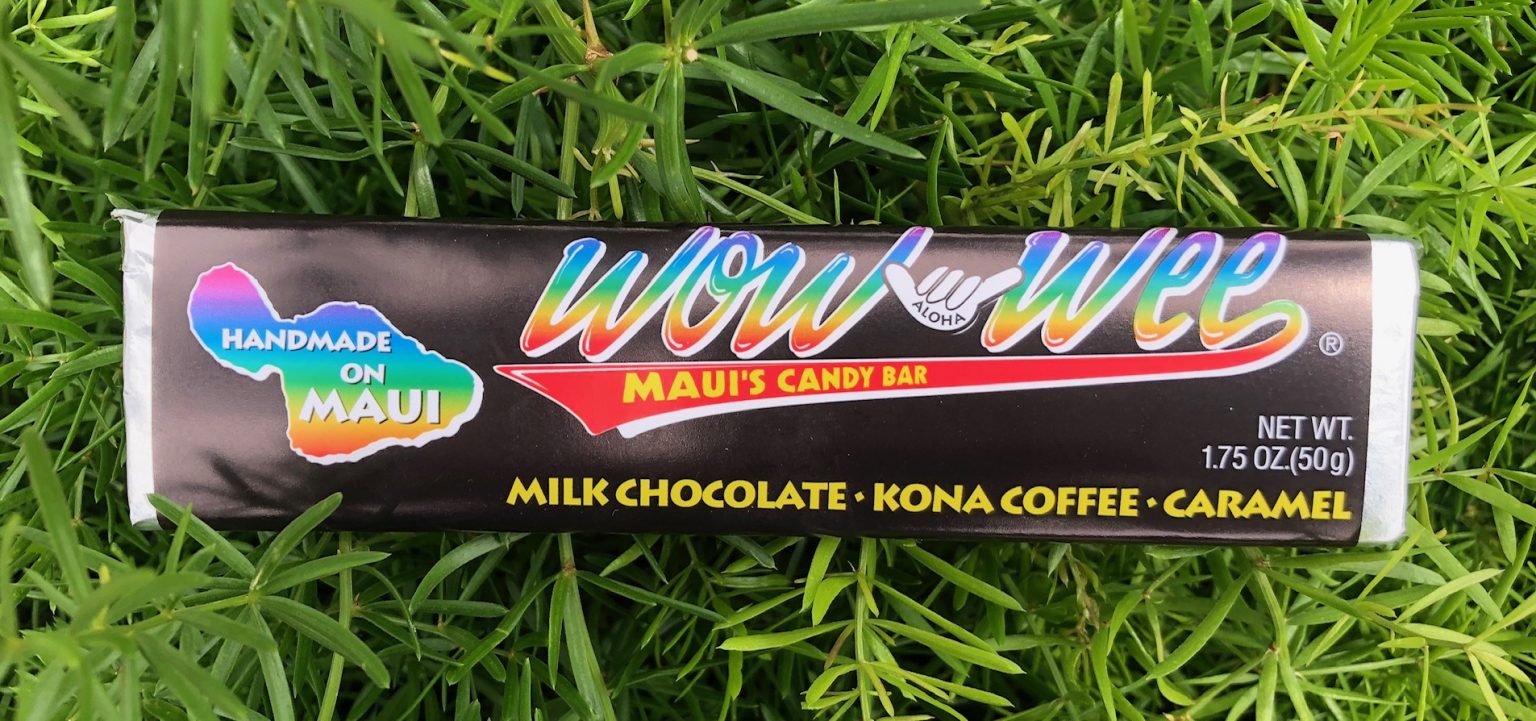 HANDMADE
ON
MAUI
Wow Wee
ALOHA
®
MAUI'S CANDY BAR
NET WT.
1.75 OZ.(50g)
MILK CHOCOLATE · KONA COFFEE · CARAMEL